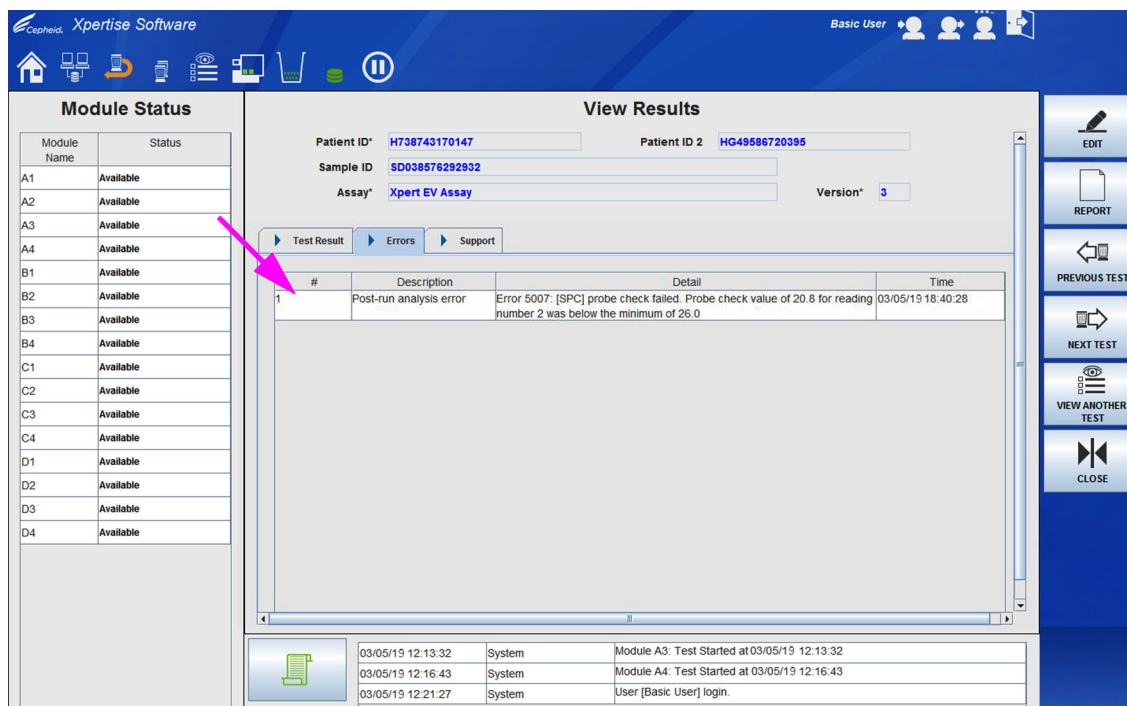 Cepheid. Xpertise Software
Basic User
Module Status
Module Name
Status
A1 Available
A2 Available
A3 Available
A4 Available
B1 Available
B2 Available
B3 Available
B4 Available
C1 Available
C2 Available
C3 Available
C4 Available
D1 Available
D2 Available
D3 Available
D4 Available
View Results
Patient ID* H738743170147
Patient ID 2 HG49586720395
Sample ID SD038576292932
Assay* Xpert EV Assay
Version* 3
Test Result
Errors
Support
# Description Detail Time
1 Post-run analysis error Error 5007: [SPC] probe check failed. Probe check value of 20.8 for reading 03/05/19 18:40:28
number 2 was below the minimum of 26.0
03/05/19 12:13:32 System Module A3: Test Started at 03/05/19 12:13:32
03/05/19 12:16:43 System Module A4: Test Started at 03/05/19 12:16:43
03/05/19 12:21:27 System User [Basic User] login.
EDIT
REPORT
PREVIOUS TEST
NEXT TEST
VIEW ANOTHER
TEST
CLOSE